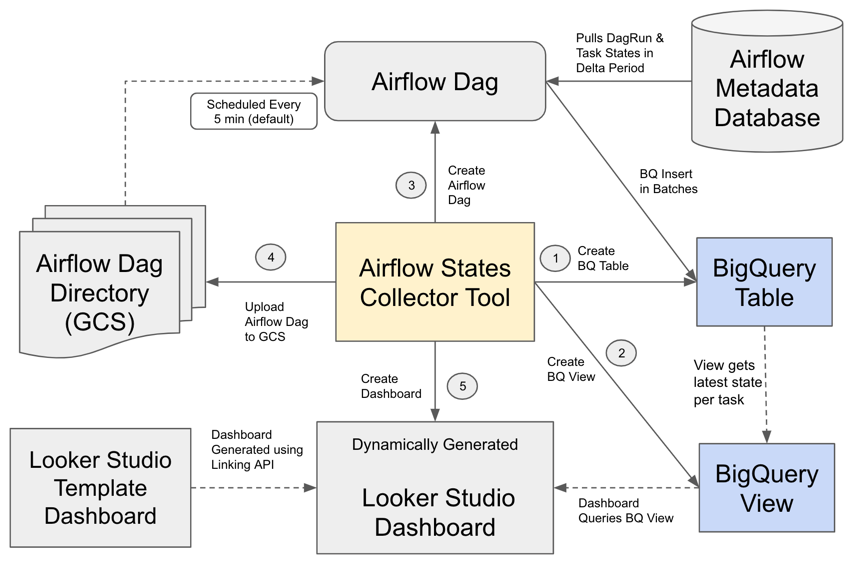 Pulls DagRun &
Task States in
Delta Period
Airflow
Metadata
Database
Airflow Dag
Scheduled Every
5 min (default)
3
Create
Airflow
Dag
BQ Insert
in Batches
Airflow Dag
Directory
(GCS)
4
Upload
Airflow Dag
to GCS
Airflow States
Collector Tool
1
Create
BQ Table
BigQuery
Table
2
Create
BQ View
View gets
latest state
per task
Create
Dashboard
5
Looker Studio
Template
Dashboard
Dashboard
Generated using
Linking API
Dynamically Generated
Looker Studio
Dashboard
Dashboard
Queries BQ View
BigQuery
View